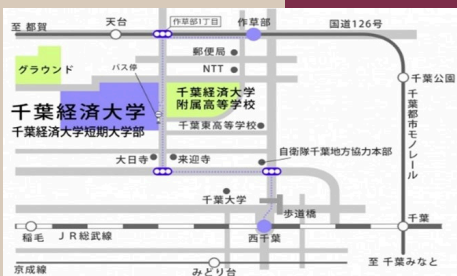 至 都賀
天台
作草部1丁目
作草部
国道126号
郵便局
NTT
バス停
グラウンド
千葉経済大学
附属高等学校
千葉公園
千葉経済大学
千葉経済大学短期大学部
千葉東高等学校
千葉都市モノレール
大日寺
来迎寺
自衛隊千葉地方協力本部
千葉大学
歩道橋
千葉
稲毛
JR総武線
西千葉
京成線
みどり台
至 千葉みなと